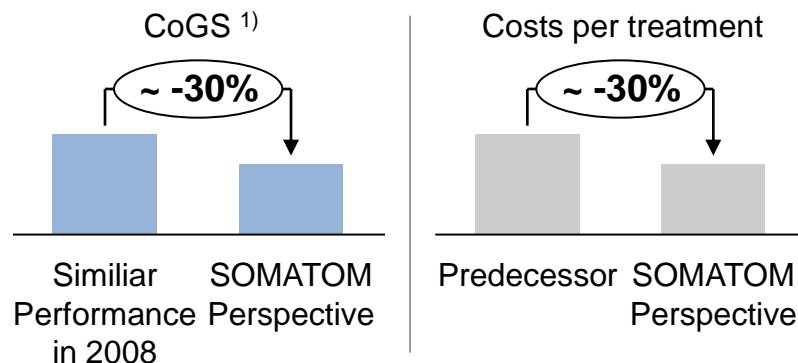 CoGS 1)
~ -30%
Similiar
Performance
in 2008
SOMATOM
Perspective
Costs per treatment
~ -30%
Predecessor
SOMATOM
Perspective